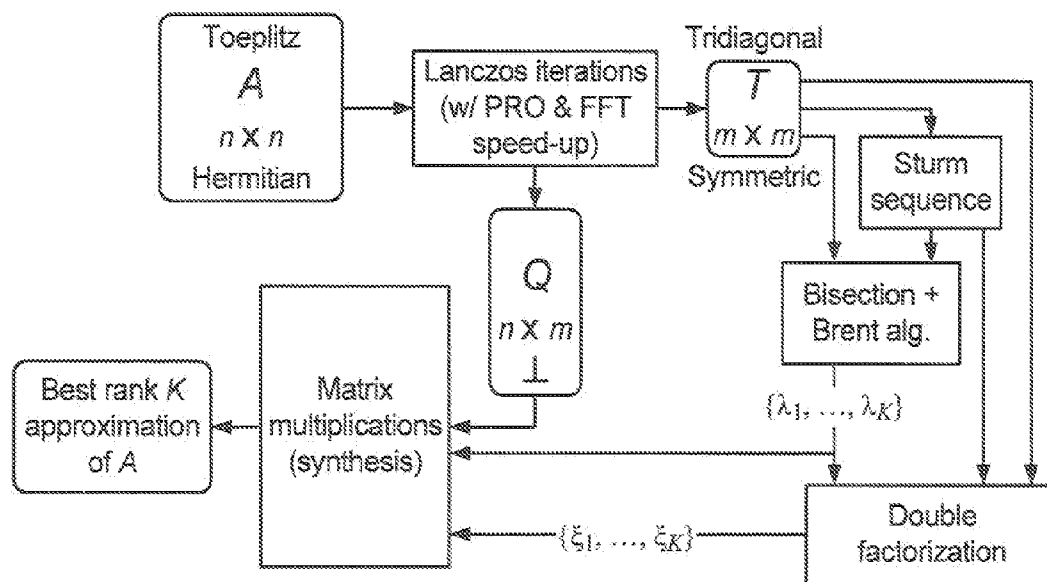 Toeplitz
A
n x n
Hermitian
Lanczos iterations
(w/ PRO & FFT
speed-up)
Tridiagonal
T
m x m
Symmetric
Sturm
sequence
Q
n x m
⊥
Bisection +
Brent alg.
{λ1, ..., λK}
Best rank K
approximation
of A
Matrix
multiplications
(synthesis)
{ξ1, ..., ξK}
Double
factorization